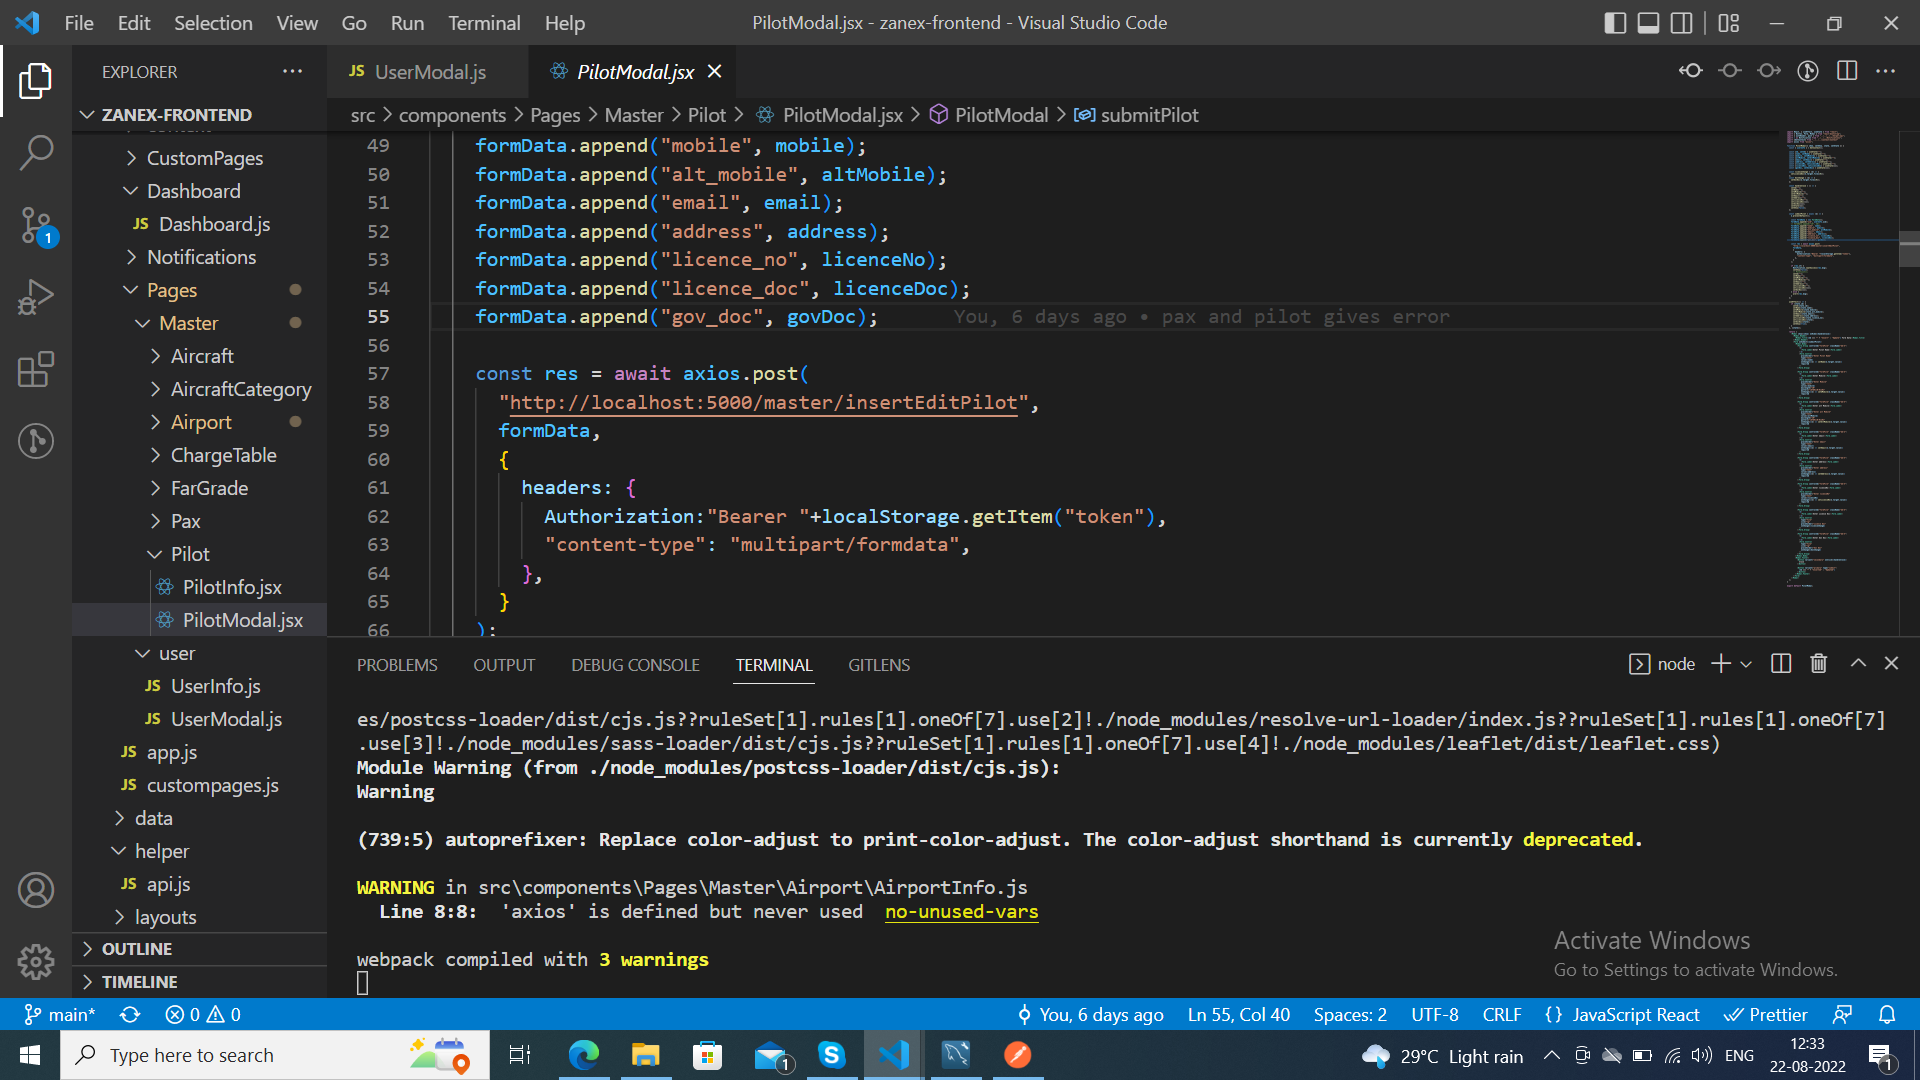 File Edit Selection View Go Run Terminal Help
PilotModal.jsx - zanex-frontend - Visual Studio Code
EXPLORER
ZANEX-FRONTEND
CustomPages
Dashboard
JS Dashboard.js
Notifications
Pages
Master
Aircraft
AircraftCategory
Airport
ChargeTable
FarGrade
Pax
Pilot
PilotInfo.jsx
PilotModal.jsx
user
JS UserInfo.js
JS UserModal.js
JS app.js
JS custompages.js
data
helper
JS api.js
layouts
OUTLINE
TIMELINE
1
JS UserModal.js
PilotModal.jsx
src > components > Pages > Master > Pilot > PilotModal.jsx > PilotModal > submitPilot
49 formData.append("mobile", mobile);
50 formData.append("alt_mobile", altMobile);
51 formData.append("email", email);
52 formData.append("address", address);
53 formData.append("licence_no", licenceNo);
54 formData.append("licence_doc", licenceDoc);
55 formData.append("gov_doc", govDoc); You, 6 days ago • pax and pilot gives error
56
57 const res = await axios.post(
58 "http://localhost:5000/master/insertEditPilot",
59 formData,
60 {
61 headers: {
62 Authorization:"Bearer "+localStorage.getItem("token"),
63 "content-type": "multipart/formdata",
64 },
65 }
66 );
PROBLEMS OUTPUT DEBUG CONSOLE TERMINAL GITLENS
node
es/postcss-loader/dist/cjs.js??ruleSet[1].rules[1].oneOf[7].use[2]!./node_modules/resolve-url-loader/index.js??ruleSet[1].rules[1].oneOf[7]
.use[3]!./node_modules/sass-loader/dist/cjs.js??ruleSet[1].rules[1].oneOf[7].use[4]!./node_modules/leaflet/dist/leaflet.css)
Module Warning (from ./node_modules/postcss-loader/dist/cjs.js):
Warning
(739:5) autoprefixer: Replace color-adjust to print-color-adjust. The color-adjust shorthand is currently deprecated.
WARNING in src\components\Pages\Master\Airport\AirportInfo.js
Line 8:8: 'axios' is defined but never used no-unused-vars
webpack compiled with 3 warnings
Activate Windows
Go to Settings to activate Windows.
main* 0 0
You, 6 days ago Ln 55, Col 40 Spaces: 2 UTF-8 CRLF {} JavaScript React Prettier
Type here to search
1
29°C Light rain
ENG
12:33
22-08-2022
1